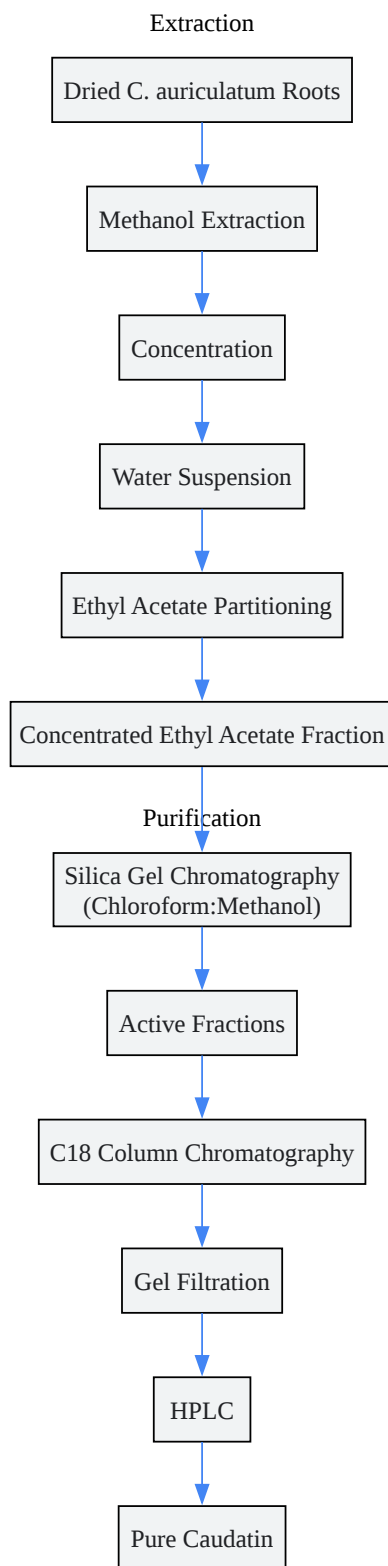 Extraction
Dried C. auriculatum Roots
Methanol Extraction
Concentration
Water Suspension
Ethyl Acetate Partitioning
Concentrated Ethyl Acetate Fraction
Purification
Silica Gel Chromatography
(Chloroform:Methanol)
Active Fractions
C18 Column Chromatography
Gel Filtration
HPLC
Pure Caudatin